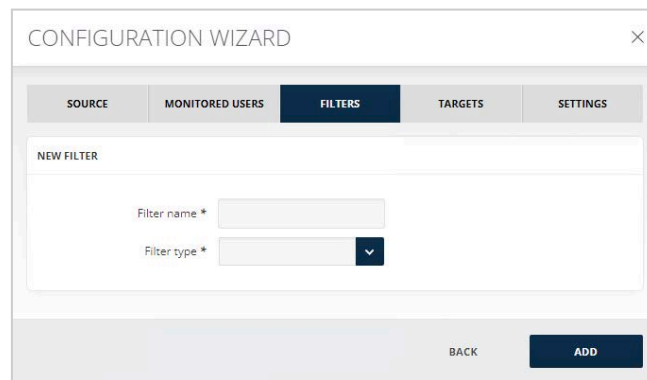 CONFIGURATION WIZARD
SOURCE MONITORED USERS FILTERS TARGETS SETTINGS
NEW FILTER
Filter name *
Filter type *
BACK ADD